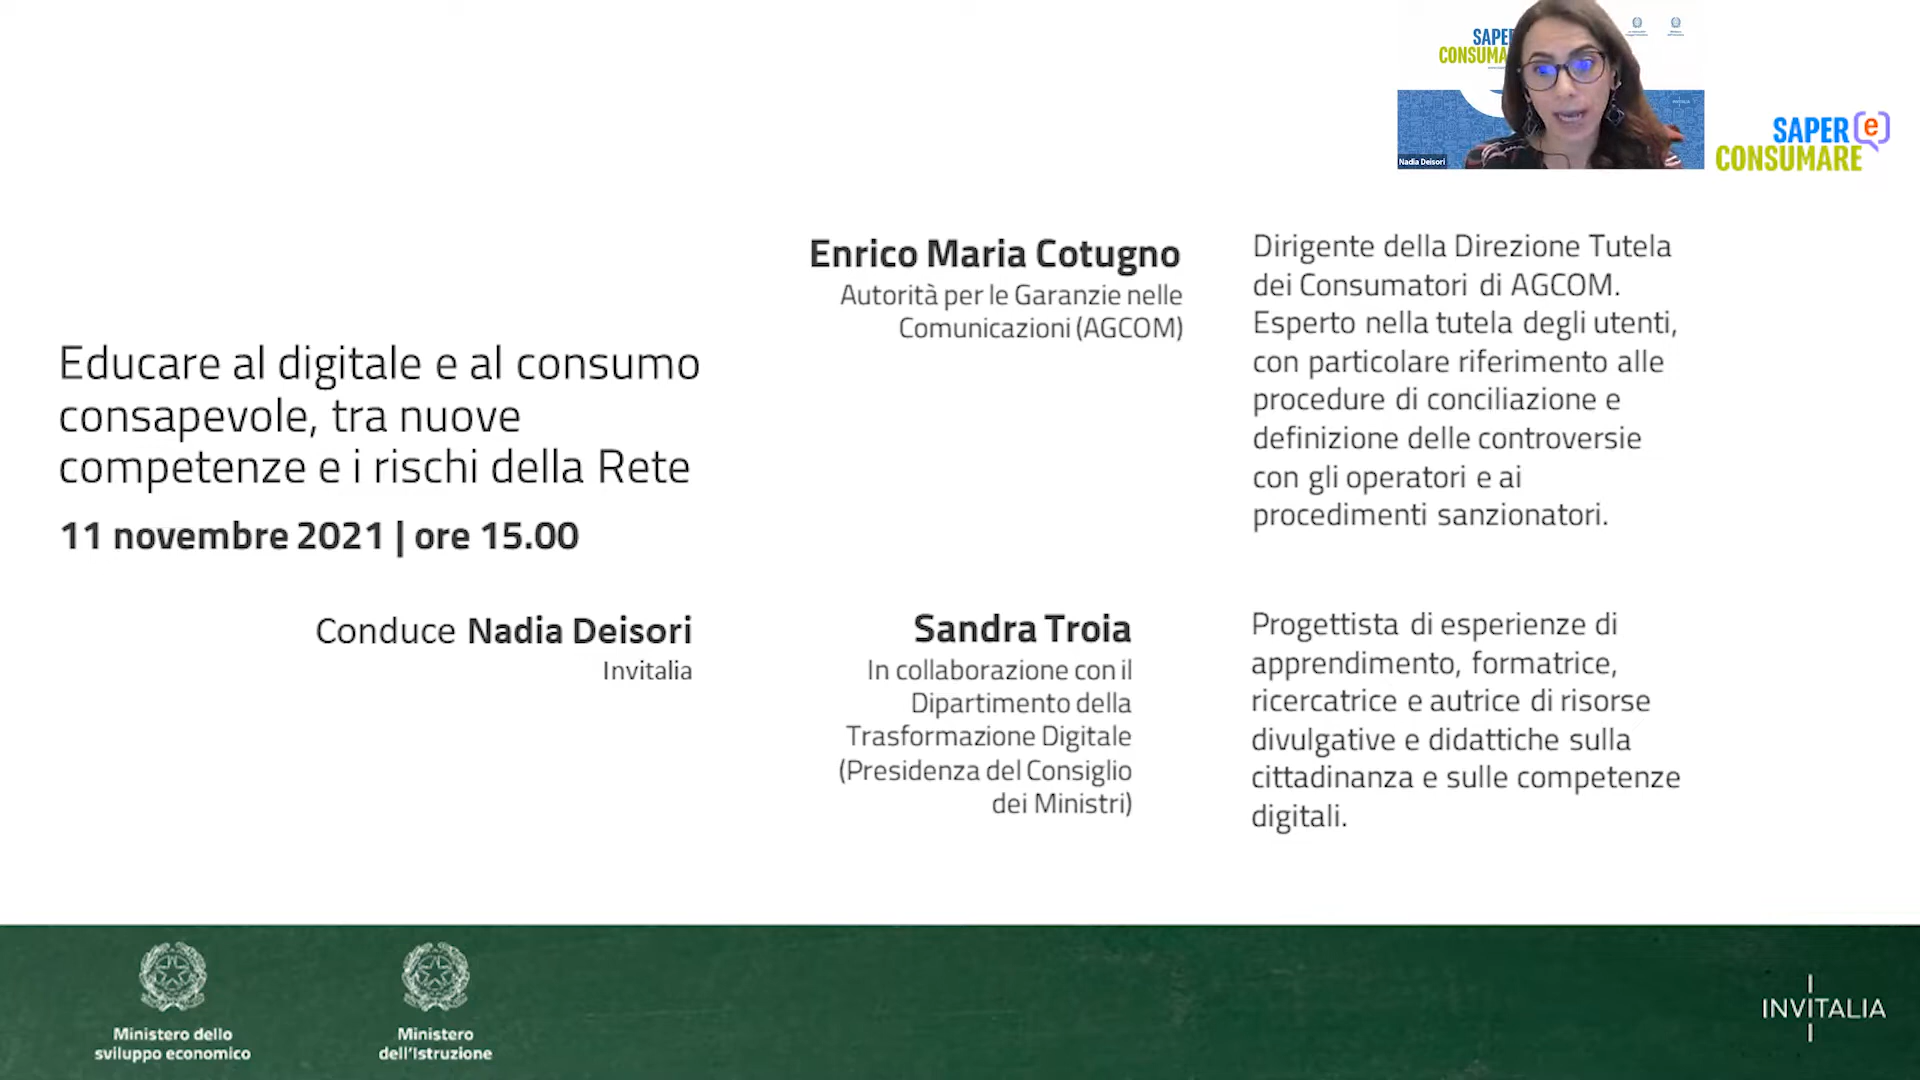 SAPER
CONSUMA
Nadia Deisori
SAPER (e)
CONSUMARE
Educare al digitale e al consumo
consapevole, tra nuove
competenze e i rischi della Rete
11 novembre 2021 | ore 15.00
Conduce Nadia Deisori
Invitalia
Enrico Maria Cotugno
Autorità per le Garanzie nelle
Comunicazioni (AGCOM)
Dirigente della Direzione Tutela
dei Consumatori di AGCOM.
Esperto nella tutela degli utenti,
con particolare riferimento alle
procedure di conciliazione e
definizione delle controversie
con gli operatori e ai
procedimenti sanzionatori.
Sandra Troia
In collaborazione con il
Dipartimento della
Trasformazione Digitale
(Presidenza del Consiglio
dei Ministri)
Progettista di esperienze di
apprendimento, formatrice,
ricercatrice e autrice di risorse
divulgative e didattiche sulla
cittadinanza e sulle competenze
digitali.
Ministero dello
sviluppo economico
Ministero
dell'Istruzione
INVITALIA